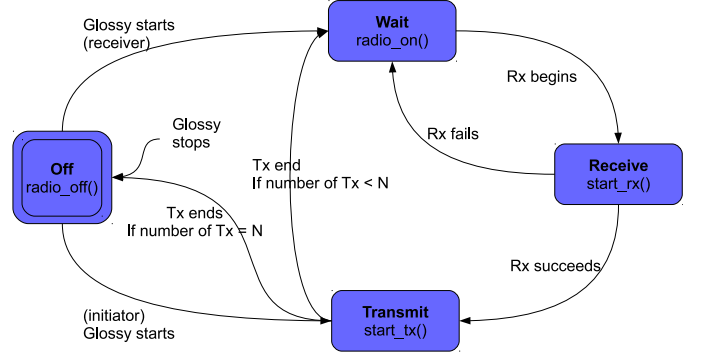 Glossy starts
(receiver)
Wait
radio_on()
Rx begins
Glossy
stops
Rx fails
Off
radio_off()
Tx end
If number of Tx < N
Receive
start_rx()
Tx ends
If number of Tx = N
Rx succeeds
(initiator)
Glossy starts
Transmit
start_tx()